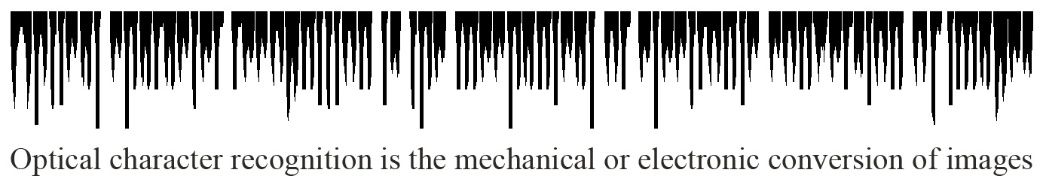 Optical character recognition is the mechanical or electronic conversion of images